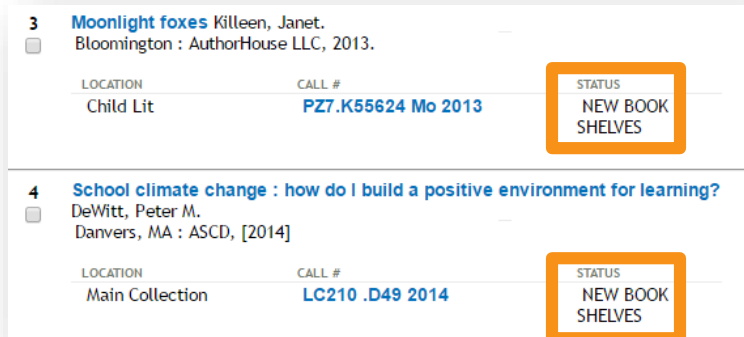 3 Moonlight foxes Killeen, Janet.
Bloomington : AuthorHouse LLC, 2013.
LOCATION CALL # STATUS
Child Lit PZ7.K55624 Mo 2013 NEW BOOK
SHELVES
4 School climate change : how do I build a positive environment for learning?
DeWitt, Peter M.
Danvers, MA : ASCD, [2014]
LOCATION CALL # STATUS
Main Collection LC210 .D49 2014 NEW BOOK
SHELVES